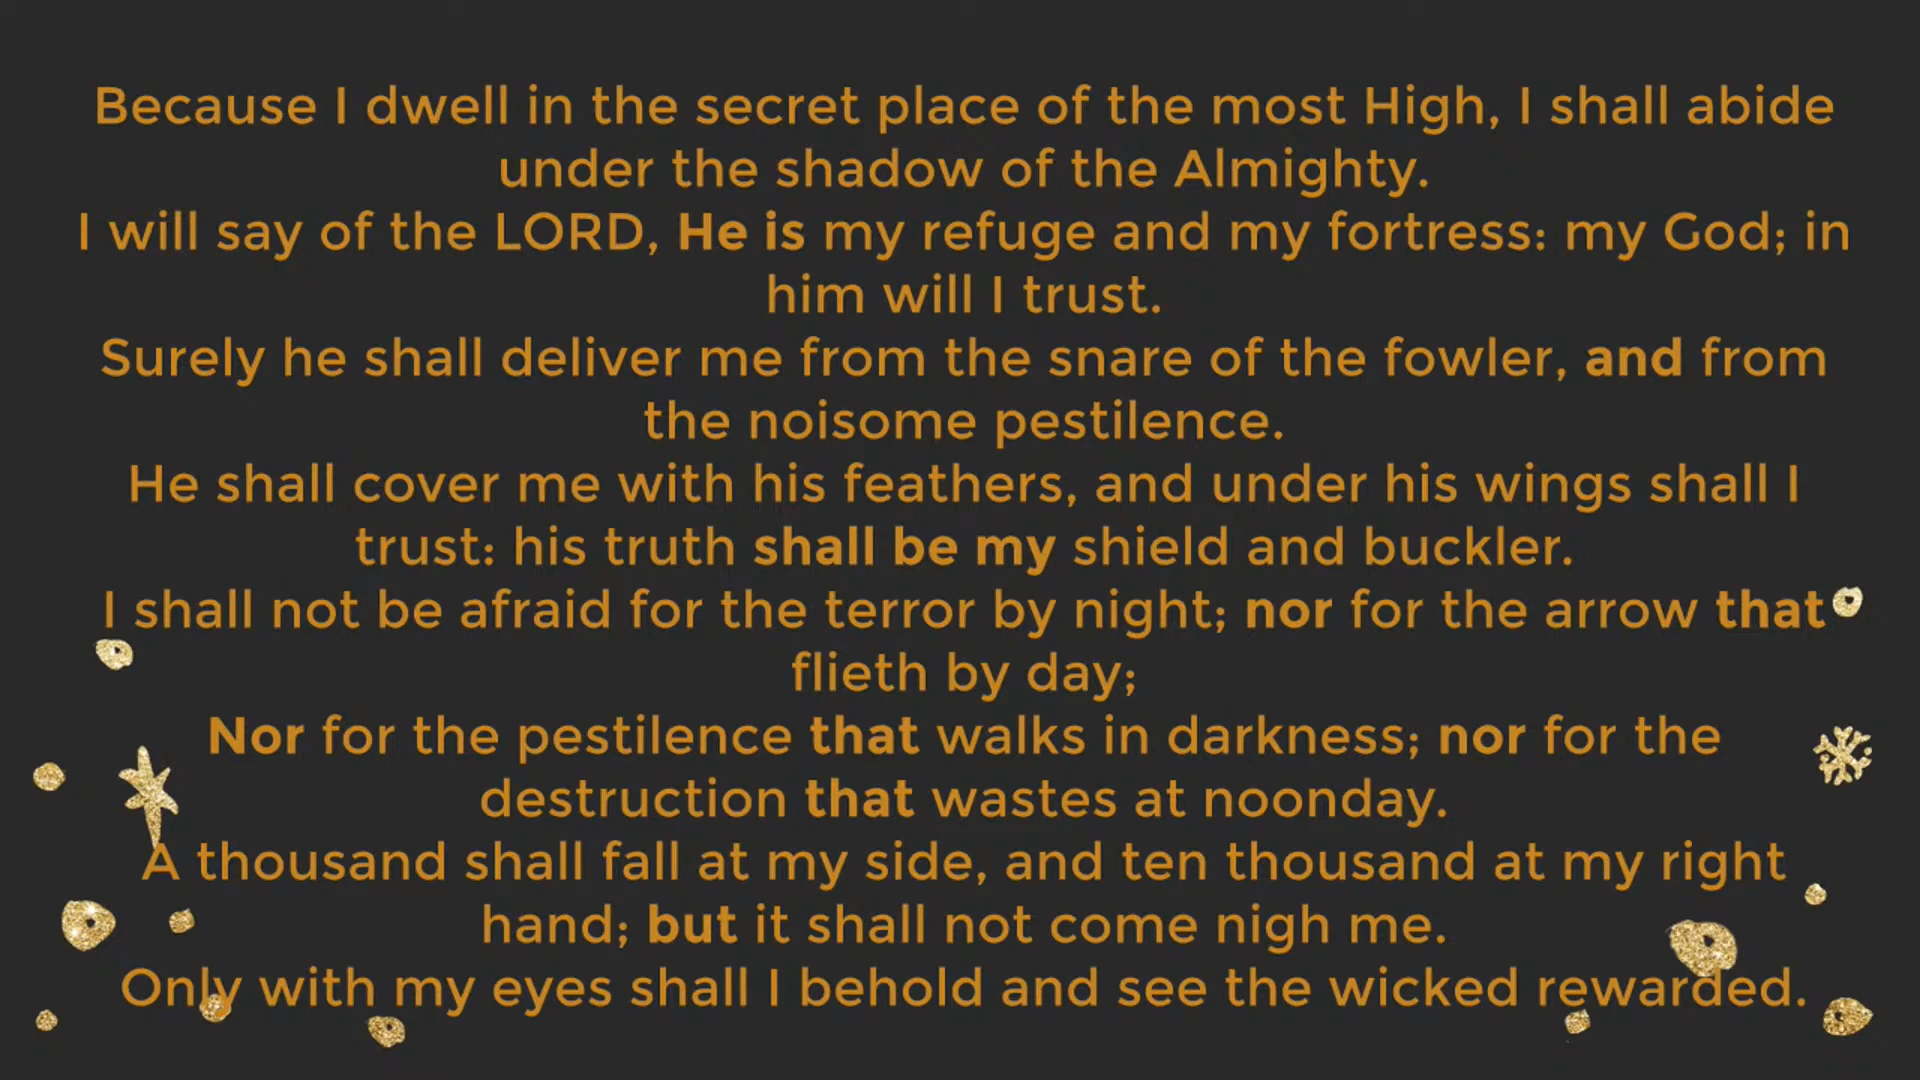 Because I dwell in the secret place of the most High, I shall abide
under the shadow of the Almighty.
I will say of the LORD, He is my refuge and my fortress: my God; in
him will I trust.
Surely he shall deliver me from the snare of the fowler, and from
the noisome pestilence.
He shall cover me with his feathers, and under his wings shall I
trust: his truth shall be my shield and buckler.
I shall not be afraid for the terror by night; nor for the arrow that
flieth by day;
Nor for the pestilence that walks in darkness; nor for the
destruction that wastes at noonday.
A thousand shall fall at my side, and ten thousand at my right
hand; but it shall not come nigh me.
Only with my eyes shall I behold and see the wicked rewarded.